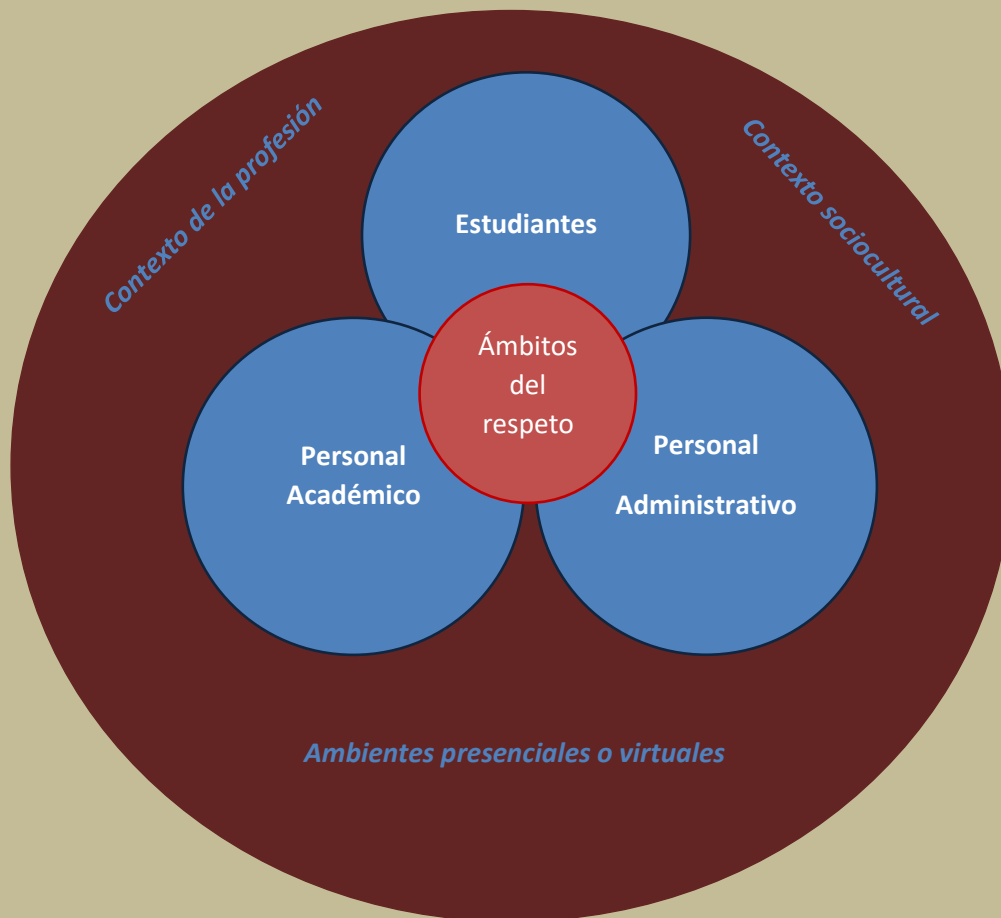 Contexto de la profesión
Contexto sociocultural
Estudiantes
Ámbitos
del
respeto
Personal
Académico
Personal
Administrativo
Ambientes presenciales o virtuales